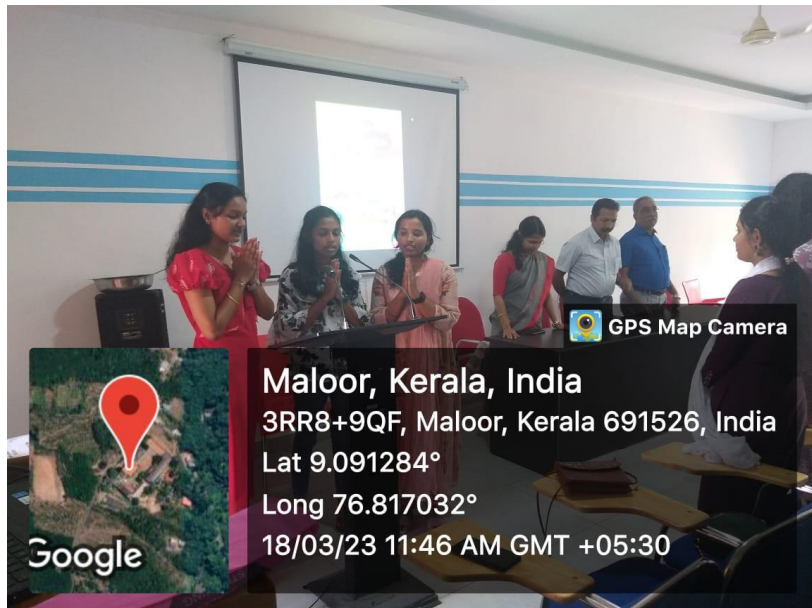 GPS Map Camera
Maloor, Kerala, India
3RR8+9QF, Maloor, Kerala 691526, India
Lat 9.091284°
Long 76.817032°
18/03/23 11:46 AM GMT +05:30
Google